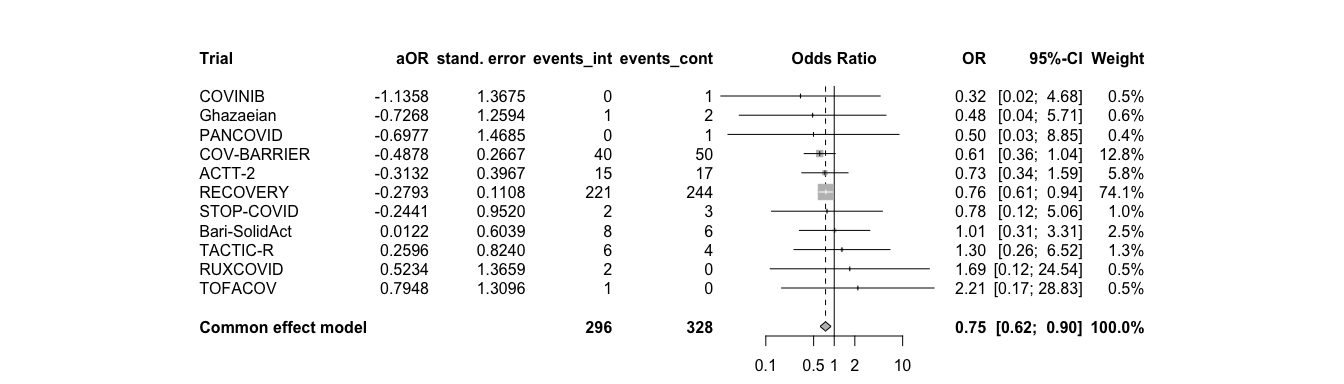 Trial aOR stand. error events_int events_cont Odds Ratio OR 95%-CI Weight
COVINIB -1.1358 1.3675 0 1 0.32 [0.02; 4.68] 0.5%
Ghazaeian -0.7268 1.2594 1 2 0.48 [0.04; 5.71] 0.6%
PANCOVID -0.6977 1.4685 0 1 0.50 [0.03; 8.85] 0.4%
COV-BARRIER -0.4878 0.2667 40 50 0.61 [0.36; 1.04] 12.8%
ACTT-2 -0.3132 0.3967 15 17 0.73 [0.34; 1.59] 5.8%
RECOVERY -0.2793 0.1108 221 244 0.76 [0.61; 0.94] 74.1%
STOP-COVID -0.2441 0.9520 2 3 0.78 [0.12; 5.06] 1.0%
Bari-SolidAct 0.0122 0.6039 8 6 1.01 [0.31; 3.31] 2.5%
TACTIC-R 0.2596 0.8240 6 4 1.30 [0.26; 6.52] 1.3%
RUXCOVID 0.5234 1.3659 2 0 1.69 [0.12; 24.54] 0.5%
TOFACOV 0.7948 1.3096 1 0 2.21 [0.17; 28.83] 0.5%
Common effect model 296 328 0.75 [0.62; 0.90] 100.0%
0.1 0.5 1 2 10